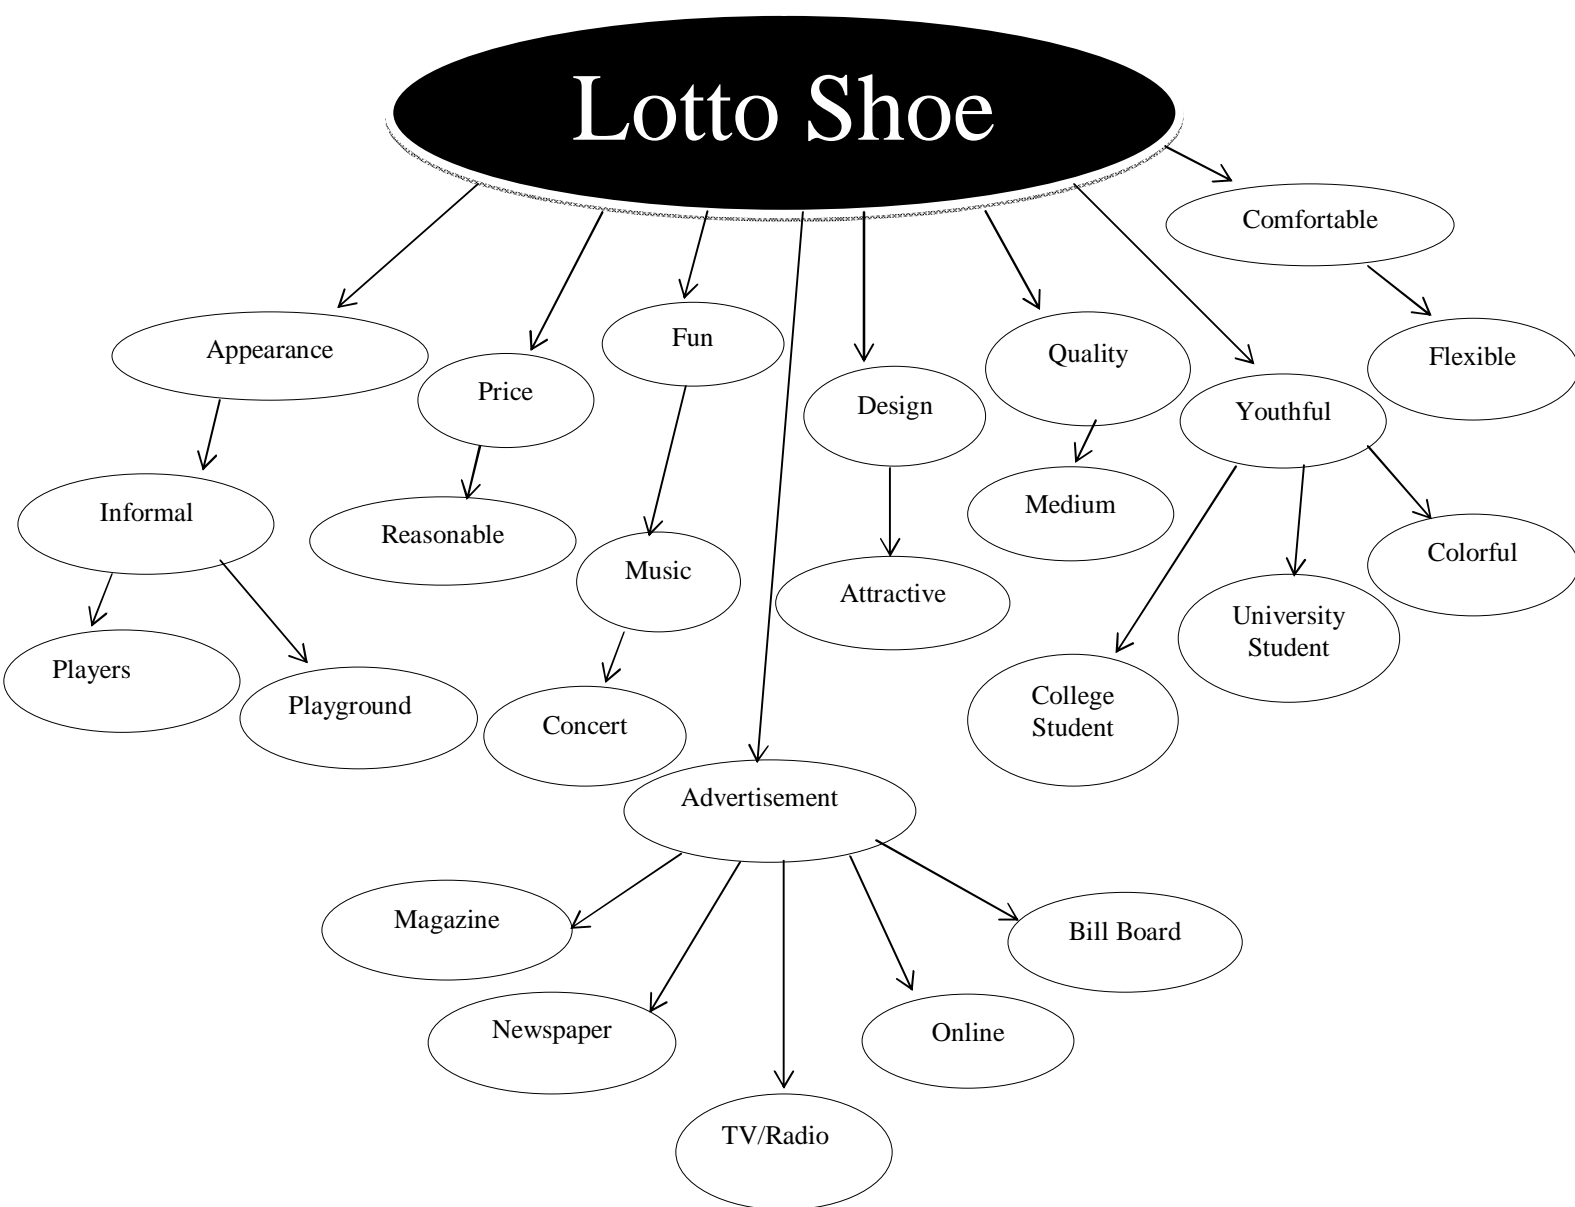 Lotto Shoe
Comfortable
Appearance
Price
Fun
Design
Quality
Youthful
Flexible
Informal
Reasonable
Music
Attractive
Medium
University
Student
Colorful
Players
Playground
Concert
College
Student
Advertisement
Magazine
Bill Board
Newspaper
Online
TV/Radio